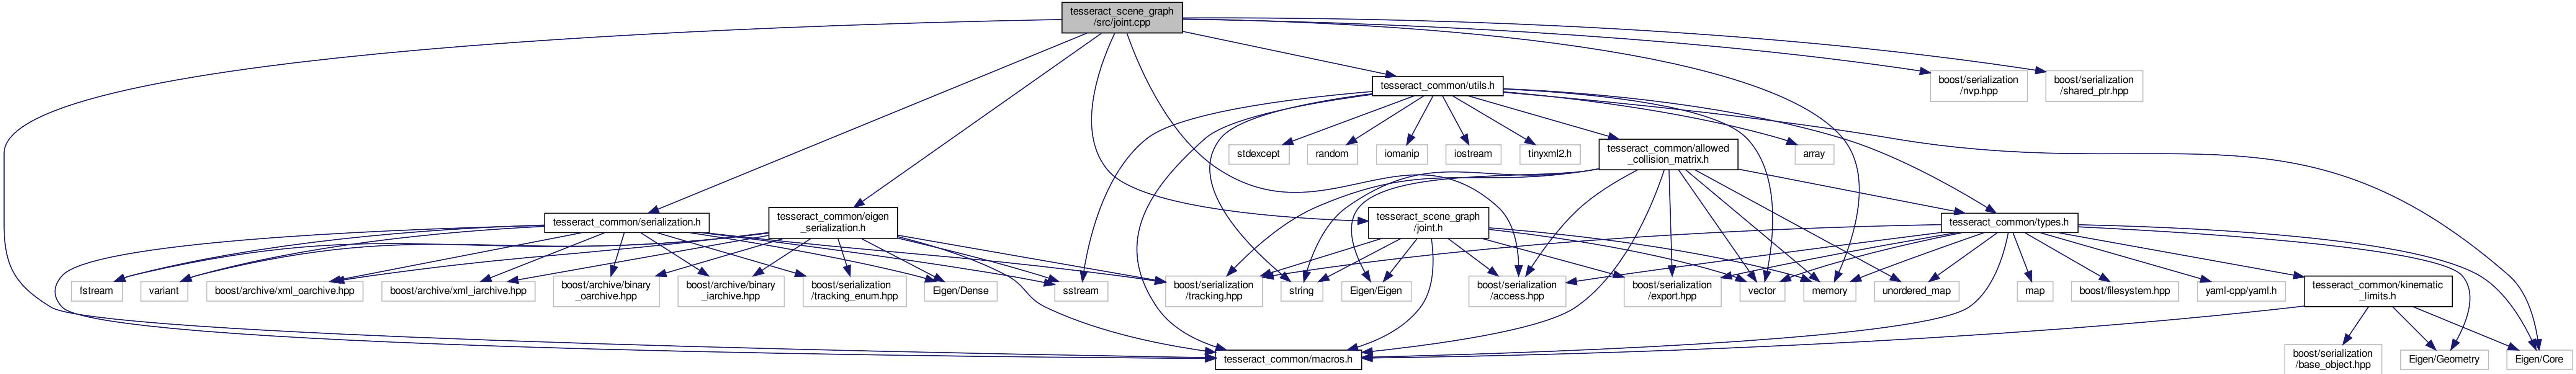 tesseract_scene_graph
/src/joint.cpp
tesseract_common/utils.h
boost/serialization
/nvp.hpp
boost/serialization
/shared_ptr.hpp
stdexcept
random
iomanip
iostream
tinyxml2.h
tesseract_common/allowed
_collision_matrix.h
array
tesseract_common/serialization.h
tesseract_common/eigen
_serialization.h
tesseract_scene_graph
/joint.h
tesseract_common/types.h
fstream
variant
boost/archive/xml_oarchive.hpp
boost/archive/xml_iarchive.hpp
boost/archive/binary
_oarchive.hpp
boost/archive/binary
_iarchive.hpp
boost/serialization
/tracking_enum.hpp
Eigen/Dense
sstream
boost/serialization
/tracking.hpp
string
Eigen/Eigen
boost/serialization
/access.hpp
boost/serialization
/export.hpp
vector
memory
unordered_map
map
boost/filesystem.hpp
yaml-cpp/yaml.h
tesseract_common/kinematic
_limits.h
tesseract_common/macros.h
boost/serialization
/base_object.hpp
Eigen/Geometry
Eigen/Core